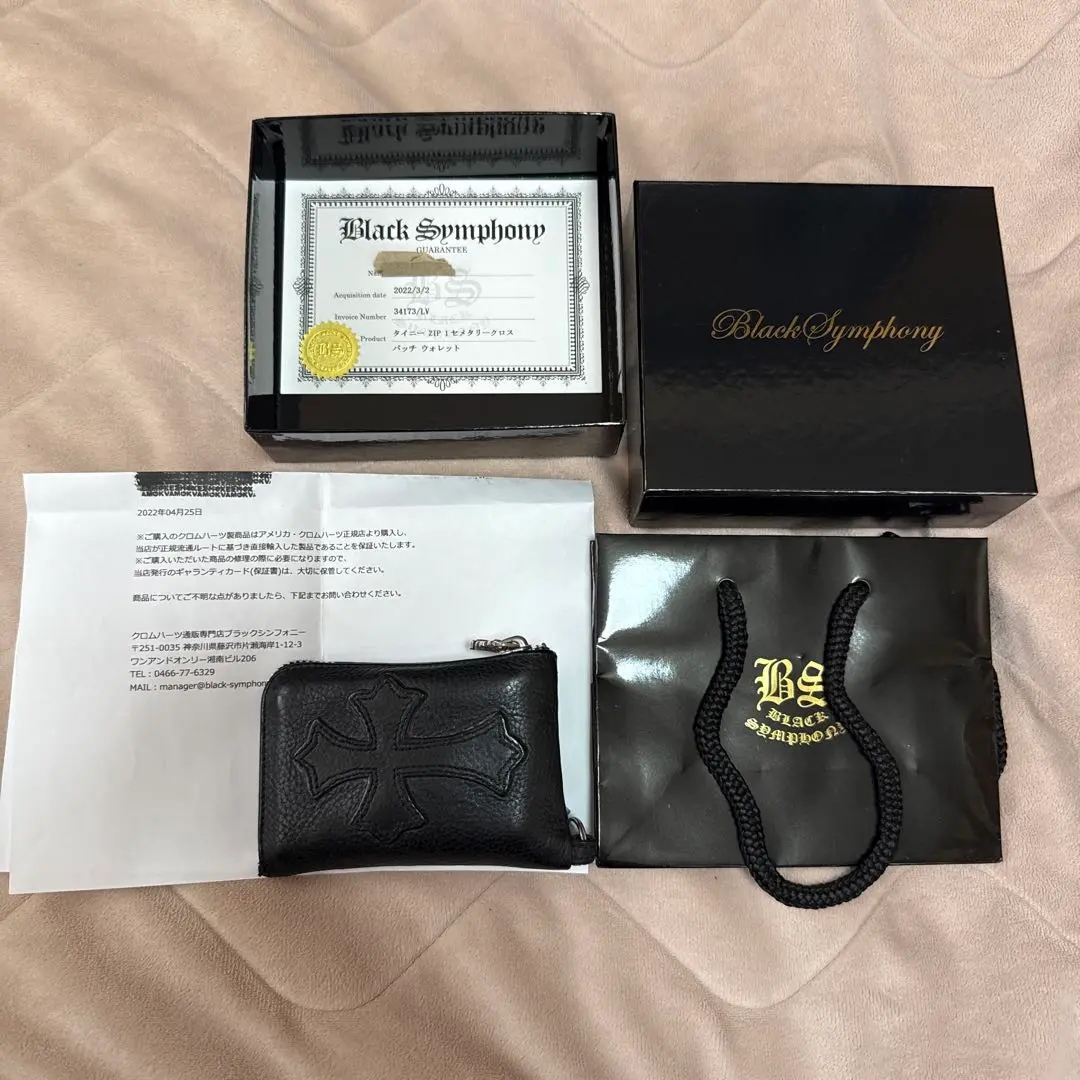 Black Symphony
GUARANTEE
Acquisition date 2022/3/2
Invoice Number 34173/LV
Product タイニー ZIP 1セメタリークロス
パッチ ウォレット
BS
Black Symphony
2022年04月25日
※ご購入のクロムハーツ製商品はアメリカ・クロムハーツ正規店より購入し、
当店が正規流通ルートに基づき直接輸入した製品であることを保証いたします。
※ご購入いただいた商品の修理の際に必要になりますので、
当店発行のギャランティカード(保証書)は、大切に保管してください。
商品についてご不明な点がありましたら、下記までお問い合わせください。
クロムハーツ通販専門店ブラックシンフォニー
〒251-0035 神奈川県藤沢市片瀬海岸1-12-3
ワンアンドオンリー湘南ビル206
TEL : 0466-77-6329
MAIL : manager@black-sympho
BS
BLACK
SYMPHONY